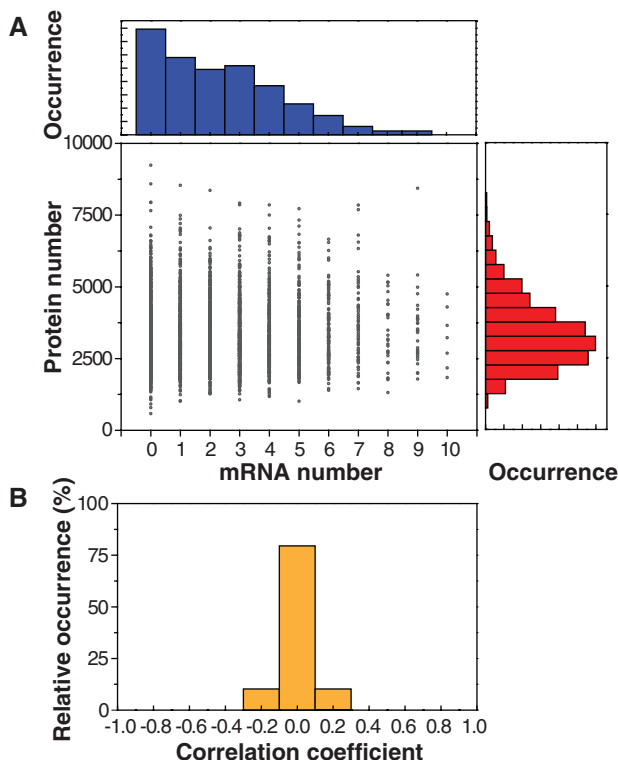 A
Occurrence
Protein number
10000
7500
5000
2500
0
0 1 2 3 4 5 6 7 8 9 10
mRNA number
Occurrence
B
Relative occurrence (%)
100
75
50
25
0
-1.0 -0.8 -0.6 -0.4 -0.2 0.0 0.2 0.4 0.6 0.8 1.0
Correlation coefficient